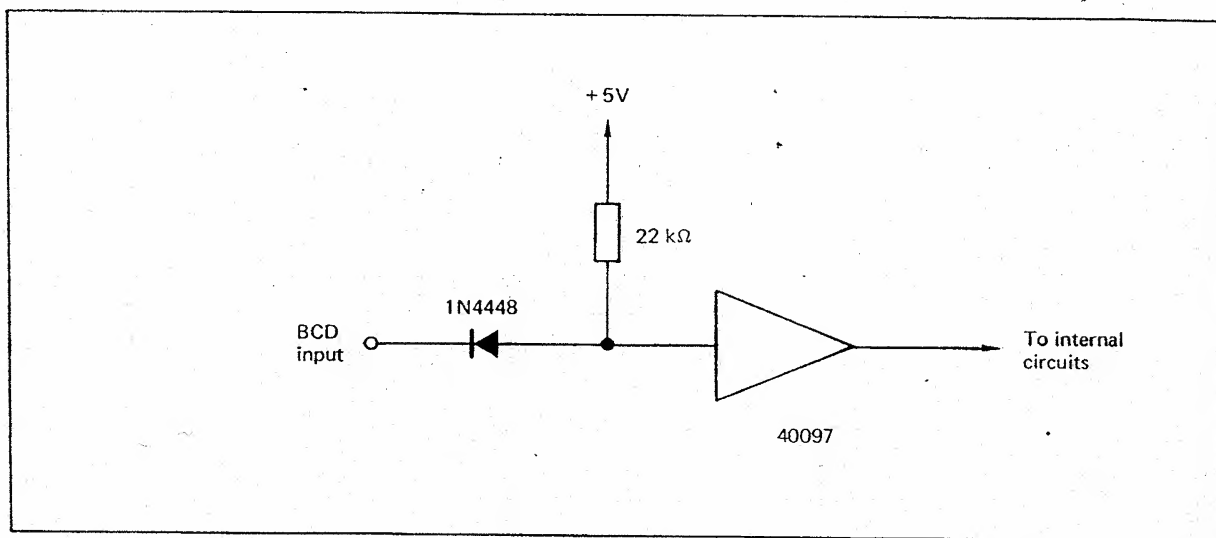 + 5V
22 kΩ
1N4448
BCD
input
To internal
circuits
40097